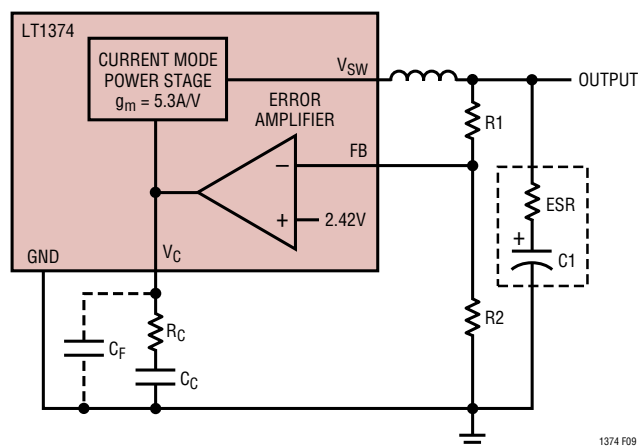 LT1374
CURRENT MODE
POWER STAGE
gm = 5.3A/V
VSW
OUTPUT
ERROR
AMPLIFIER
R1
FB
–
+
2.42V
ESR
+
C1
GND
VC
R2
RC
CF
CC
1374 F09